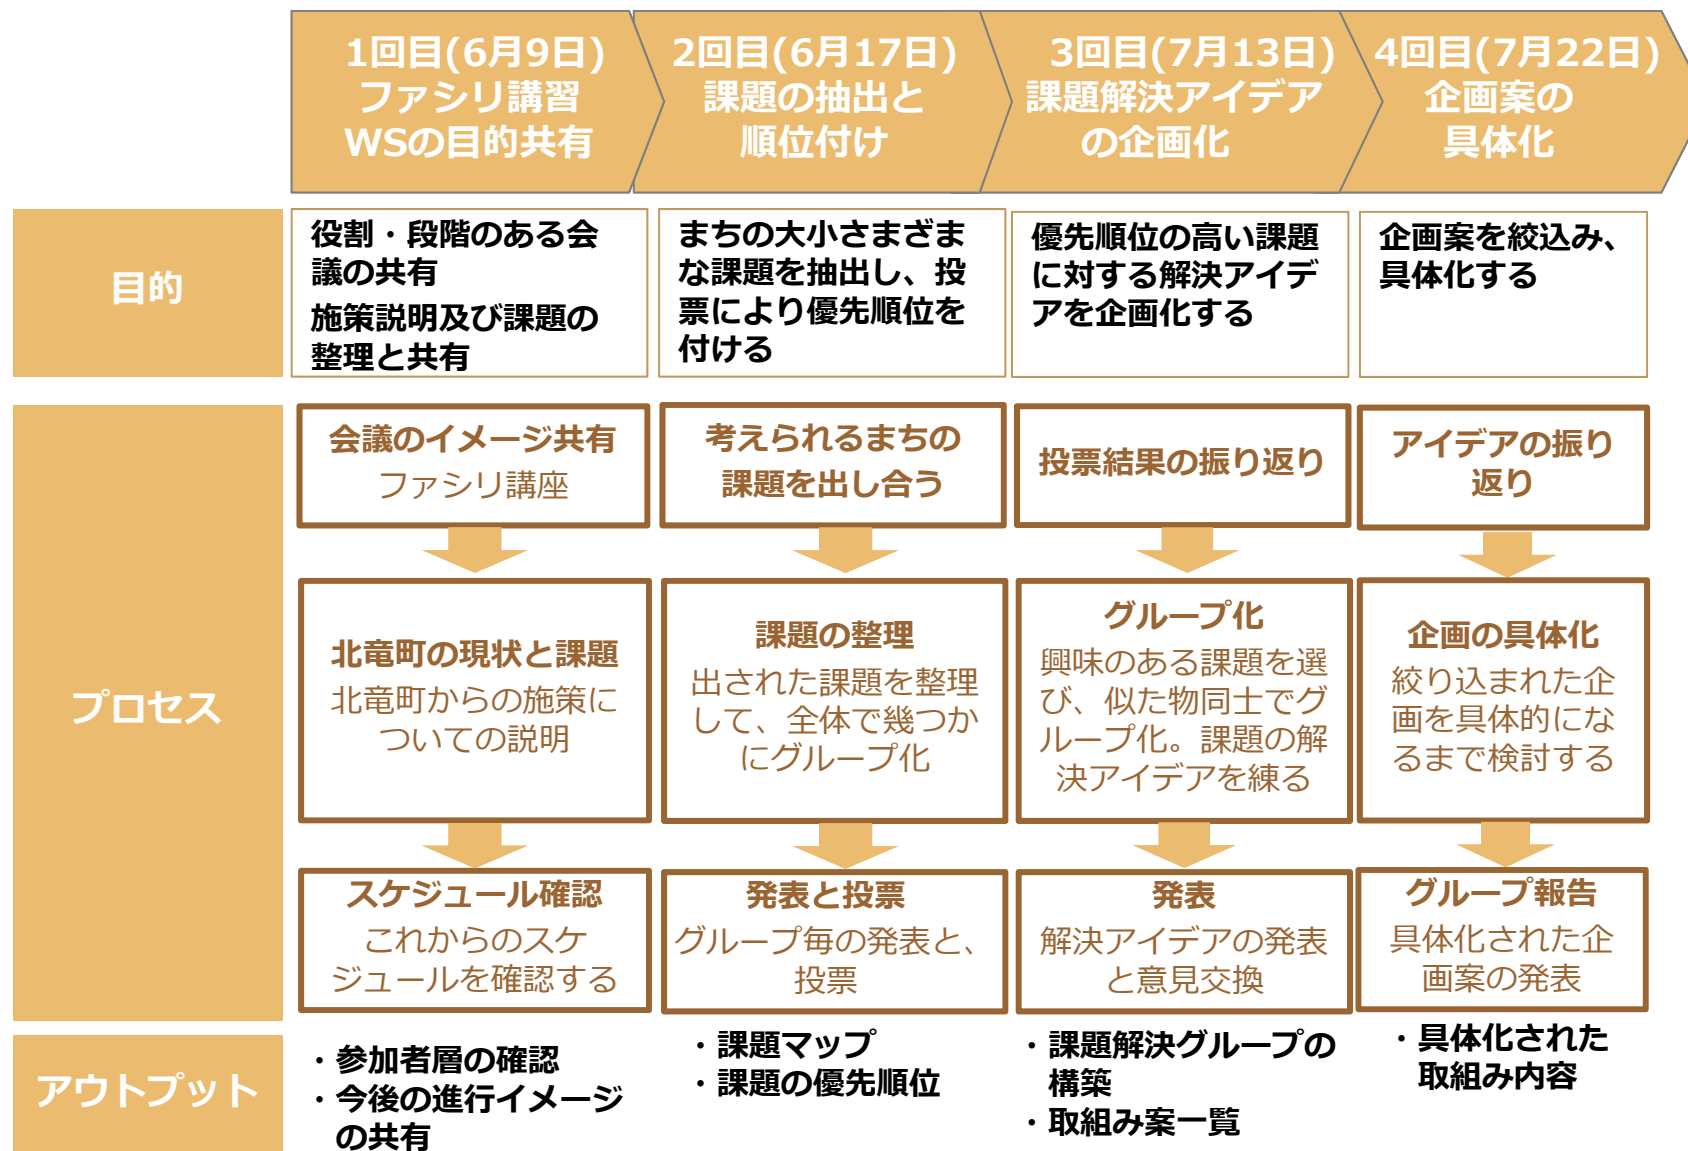 1回目(6月9日)
ファシリ講習
WSの目的共有
2回目(6月17日)
課題の抽出と
順位付け
3回目(7月13日)
課題解決アイデア
の企画化
4回目(7月22日)
企画案の
具体化
目的
役割・段階のある会
議の共有
施策説明及び課題の
整理と共有
まちの大小さまざま
な課題を抽出し、投
票により優先順位を
付ける
優先順位の高い課題
に対する解決アイデ
アを企画化する
企画案を絞込み、
具体化する
プロセス
会議のイメージ共有
ファシリ講座
考えられるまちの
課題を出し合う
投票結果の振り返り
アイデアの振り
返り
北竜町の現状と課題
北竜町からの施策に
ついての説明
課題の整理
出された課題を整理
して、全体で幾つか
にグループ化
グループ化
興味のある課題を選
び、似た物同士でグ
ループ化。課題の解
決アイデアを練る
企画の具体化
絞り込まれた企
画を具体的にな
るまで検討する
スケジュール確認
これからのスケ
ジュールを確認する
発表と投票
グループ毎の発表と、
投票
発表
解決アイデアの発表
と意見交換
グループ報告
具体化された企
画案の発表
アウトプット
・参加者層の確認
・今後の進行イメージ
の共有
・課題マップ
・課題の優先順位
・課題解決グループの
構築
・取組み案一覧
・具体化された
取組み内容